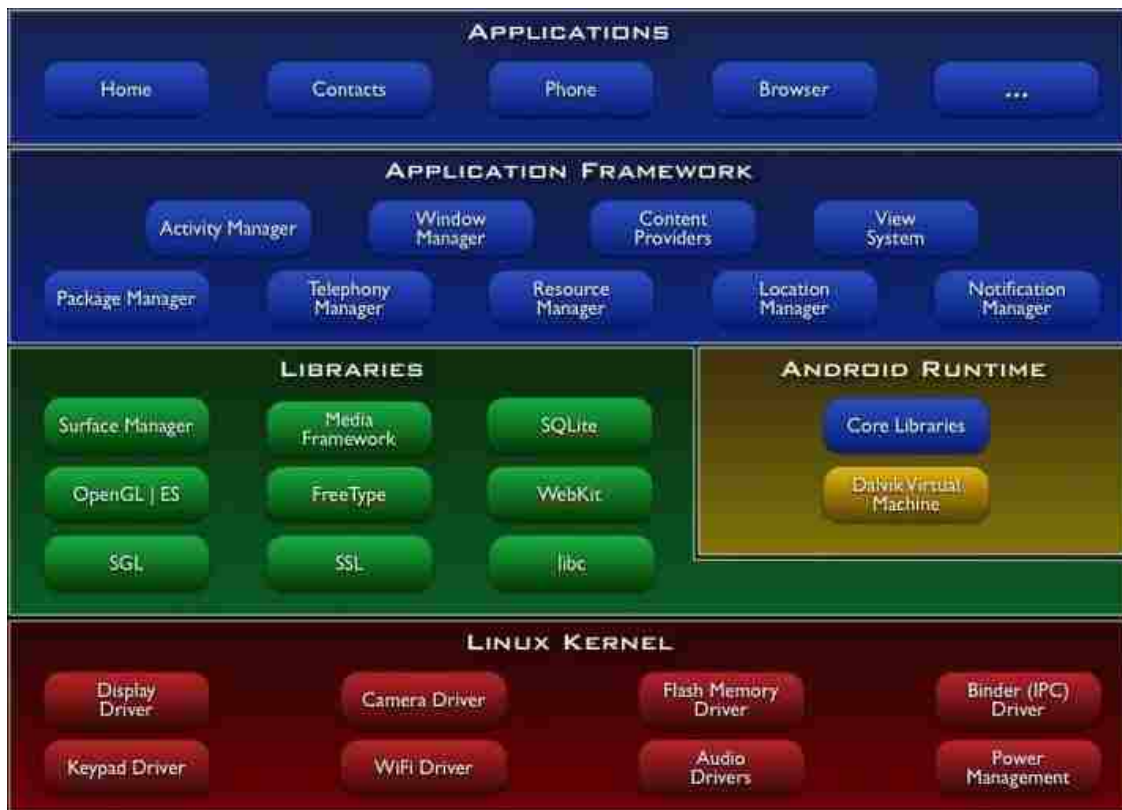 APPLICATIONS
Home
Contacts
Phone
Browser
...
APPLICATION FRAMEWORK
Activity Manager
Window
Manager
Content
Providers
View
System
Package Manager
Telephony
Manager
Resource
Manager
Location
Manager
Notification
Manager
LIBRARIES
Surface Manager
Media
Framework
SQLite
OpenGL | ES
FreeType
WebKit
SGL
SSL
libc
ANDROID RUNTIME
Core Libraries
Dalvik Virtual
Machine
LINUX KERNEL
Display
Driver
Camera Driver
Flash Memory
Driver
Binder (IPC)
Driver
Keypad Driver
WiFi Driver
Audio
Drivers
Power
Management